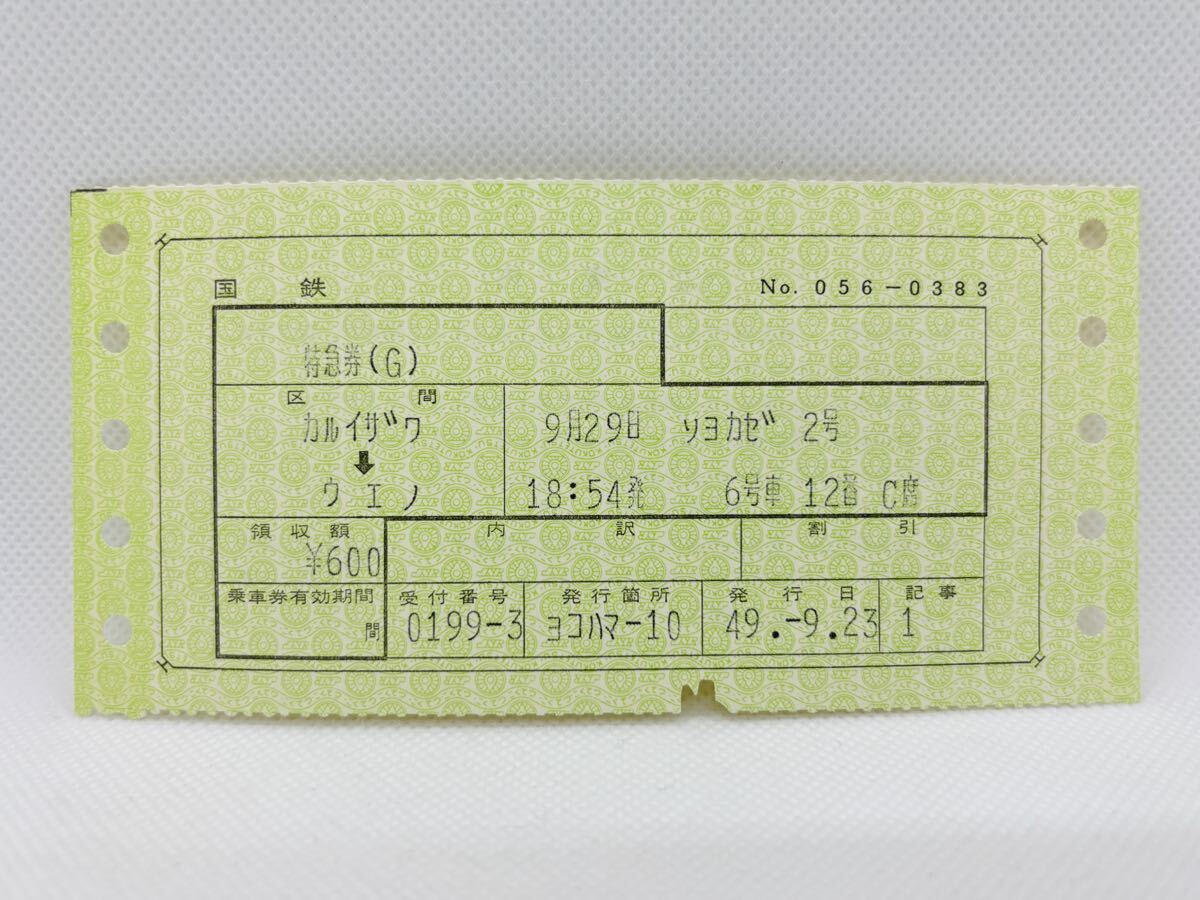 国鉄 No. 056-0383
特急券(G)
区間
カルイザワ
⬇
ウエノ
9月29日 ソヨカゼ 2号
18:54発 6号車 12番 C席
領収額 内訳 割引
¥600
乗車券有効期間 受付番号 発行箇所 発行日 記事
間 0199-3 ヨコハマ-10 49.-9.23 1